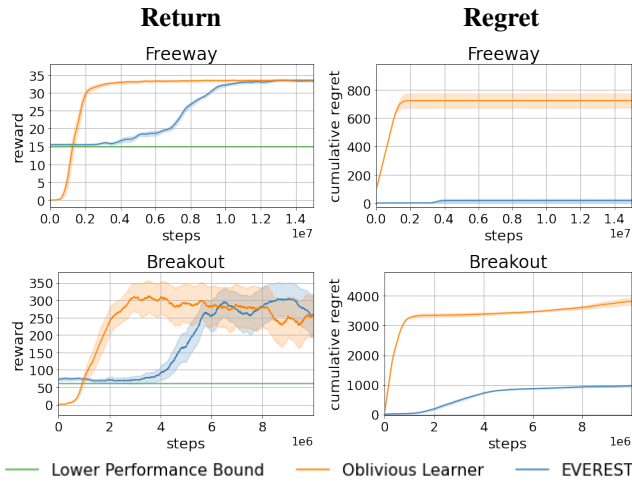 Return
Regret
Freeway
reward
35
30
25
20
15
10
5
0
0.0 0.2 0.4 0.6 0.8 1.0 1.2 1.4
steps
1e7
Freeway
cumulative regret
800
600
400
200
0
0.0 0.2 0.4 0.6 0.8 1.0 1.2 1.4
steps
1e7
Breakout
reward
350
300
250
200
150
100
50
0
0 2 4 6 8
steps
1e6
Breakout
cumulative regret
4000
3000
2000
1000
0
0 2 4 6 8 10
steps
1e6
Lower Performance Bound
Oblivious Learner
EVEREST